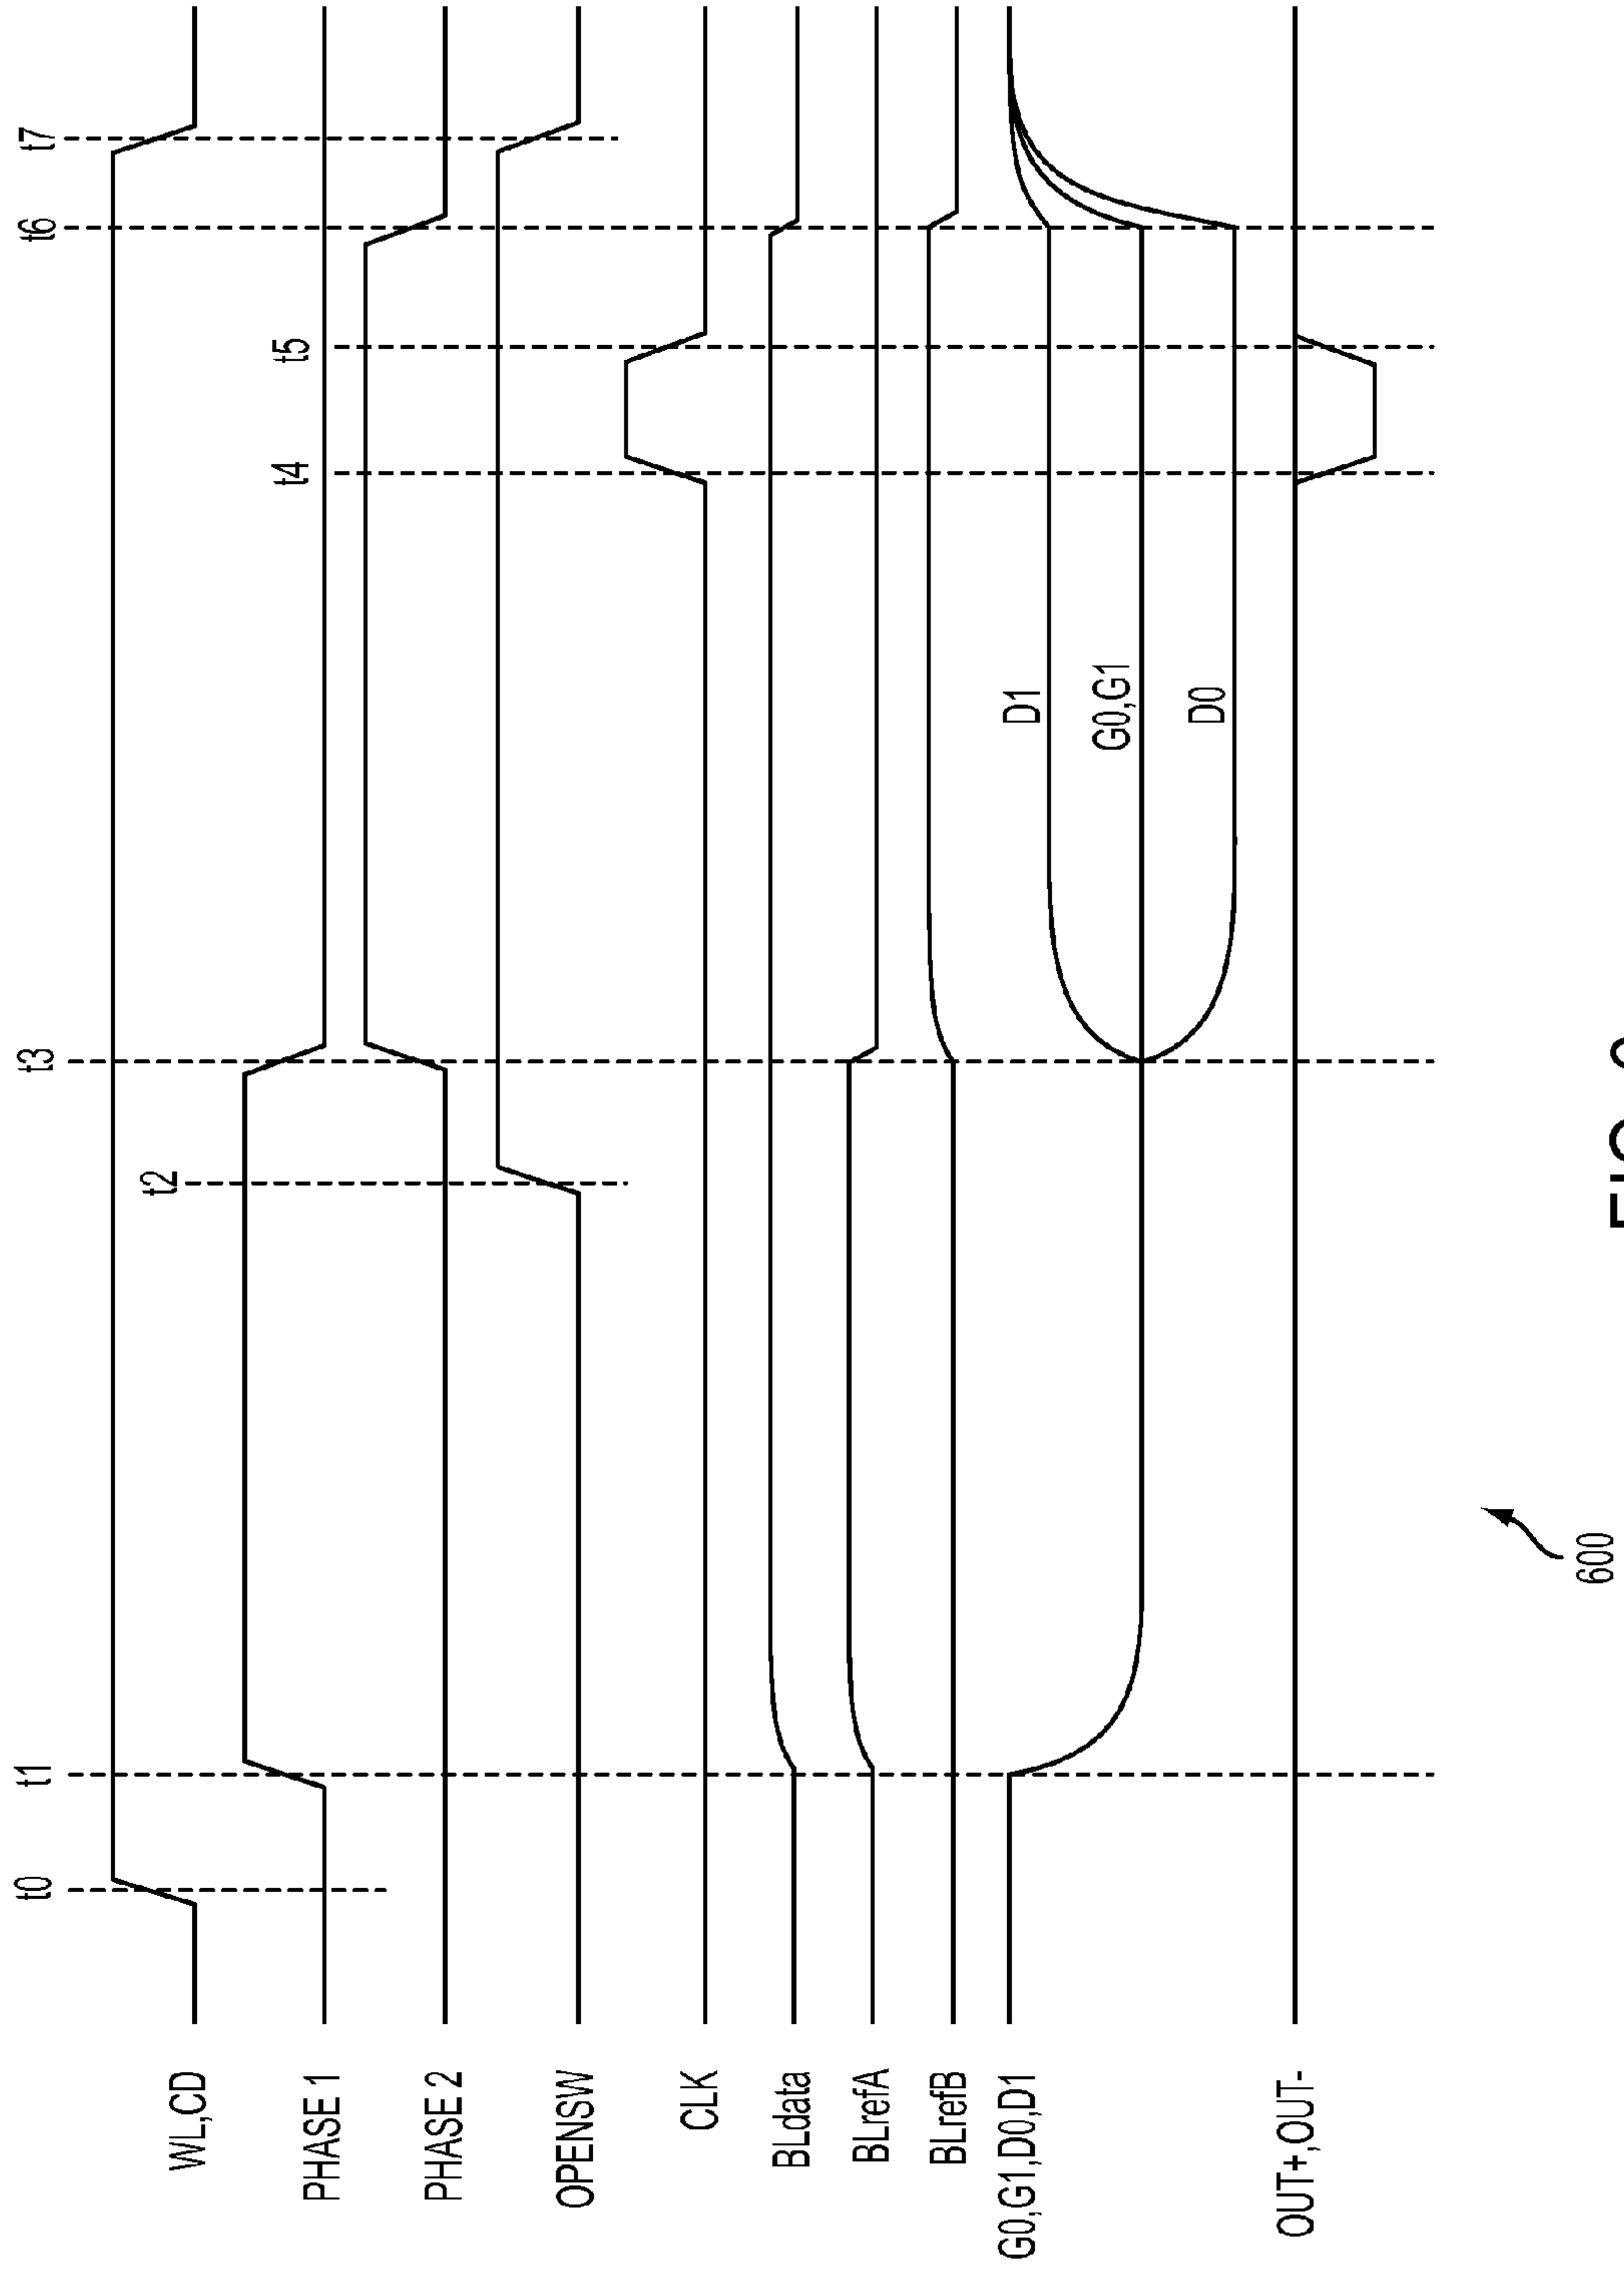 t0
t1
t2
t3
t4
t5
t6
t7
WL,CD
PHASE 1
PHASE 2
OPENSW
CLK
BLdata
BLrefA
BLrefB
G0,G1,D0,D1
D1
G0,G1
D0
OUT+,OUT-
600